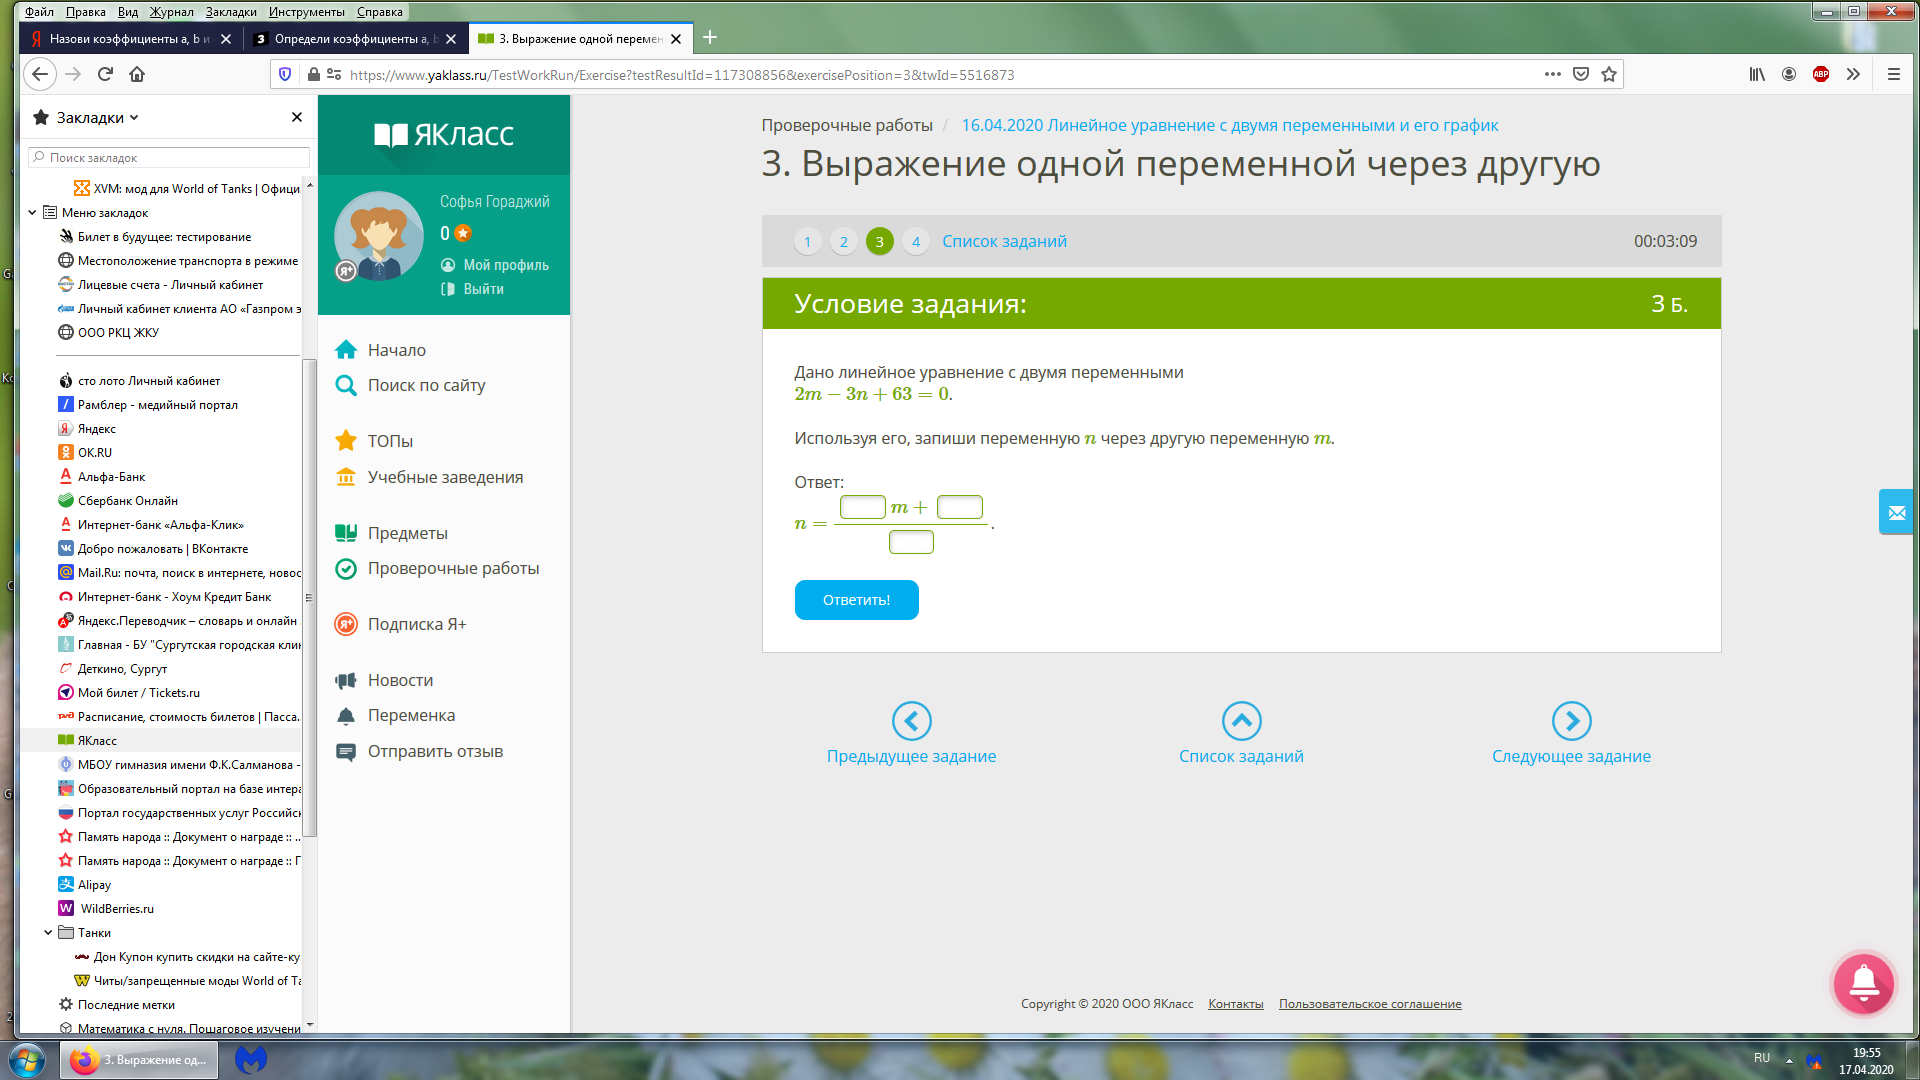 Файл Правка Вид Журнал Закладки Инструменты Справка
Назови коэффициенты a, b и
Определи коэффициенты a, b
3. Выражение одной перемен
https://www.yaklass.ru/TestWorkRun/Exercise?testResultId=117308856&exercisePosition=3&twId=5516873
ABP
Закладки
Поиск закладок
XVM: мод для World of Tanks | Офици
Меню закладок
Билет в будущее: тестирование
Местоположение транспорта в режиме
Лицевые счета - Личный кабинет
Личный кабинет клиента АО «Газпром э
ООО РКЦ ЖКУ
сто лото Личный кабинет
Рамблер - медийный портал
Яндекс
OK.RU
Альфа-Банк
Сбербанк Онлайн
Интернет-банк «Альфа-Клик»
Добро пожаловать | ВКонтакте
Mail.Ru: почта, поиск в интернете, новос
Интернет-банк - Хоум Кредит Банк
Яндекс.Переводчик – словарь и онлайн
Главная - БУ "Сургутская городская клин
Деткино, Сургут
Мой билет / Tickets.ru
Расписание, стоимость билетов | Пасса...
ЯКласс
МБОУ гимназия имени Ф.К.Салманова -
Образовательный портал на базе интера
Портал государственных услуг Российск
Память народа :: Документ о награде :: ...
Память народа :: Документ о награде :: Г
Alipay
WildBerries.ru
Танки
Дон Купон купить скидки на сайте-ку
Читы/запрещенные моды World of Ta
Последние метки
Математика с нуля. Пошаговое изучени
ЯКласс
Софья Гораджий
0
Я+
Мой профиль
Выйти
Начало
Поиск по сайту
ТОПы
Учебные заведения
Предметы
Проверочные работы
Я+ Подписка Я+
Новости
Переменка
Отправить отзыв
Проверочные работы / 16.04.2020 Линейное уравнение с двумя переменными и его график
3. Выражение одной переменной через другую
1 2 3 4 Список заданий 00:03:09
Условие задания: 3 Б.
Дано линейное уравнение с двумя переменными
2m − 3n + 63 = 0.
Используя его, запиши переменную n через другую переменную m.
Ответ:
n = m + .
Ответить!
Предыдущее задание Список заданий Следующее задание
Copyright © 2020 ООО ЯКласс Контакты Пользовательское соглашение
3. Выражение од...
RU
19:55
17.04.2020